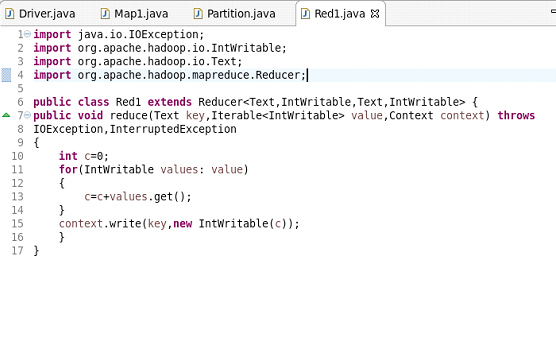 Driver.java Map1.java Partition.java Red1.java
1 import java.io.IOException;
2 import org.apache.hadoop.io.IntWritable;
3 import org.apache.hadoop.io.Text;
4 import org.apache.hadoop.mapreduce.Reducer;
5
6 public class Red1 extends Reducer<Text,IntWritable,Text,IntWritable> {
7 public void reduce(Text key,Iterable<IntWritable> value,Context context) throws
8 IOException,InterruptedException
9 {
10     int c=0;
11     for(IntWritable values: value)
12     {
13         c=c+values.get();
14     }
15     context.write(key,new IntWritable(c));
16     }
17 }